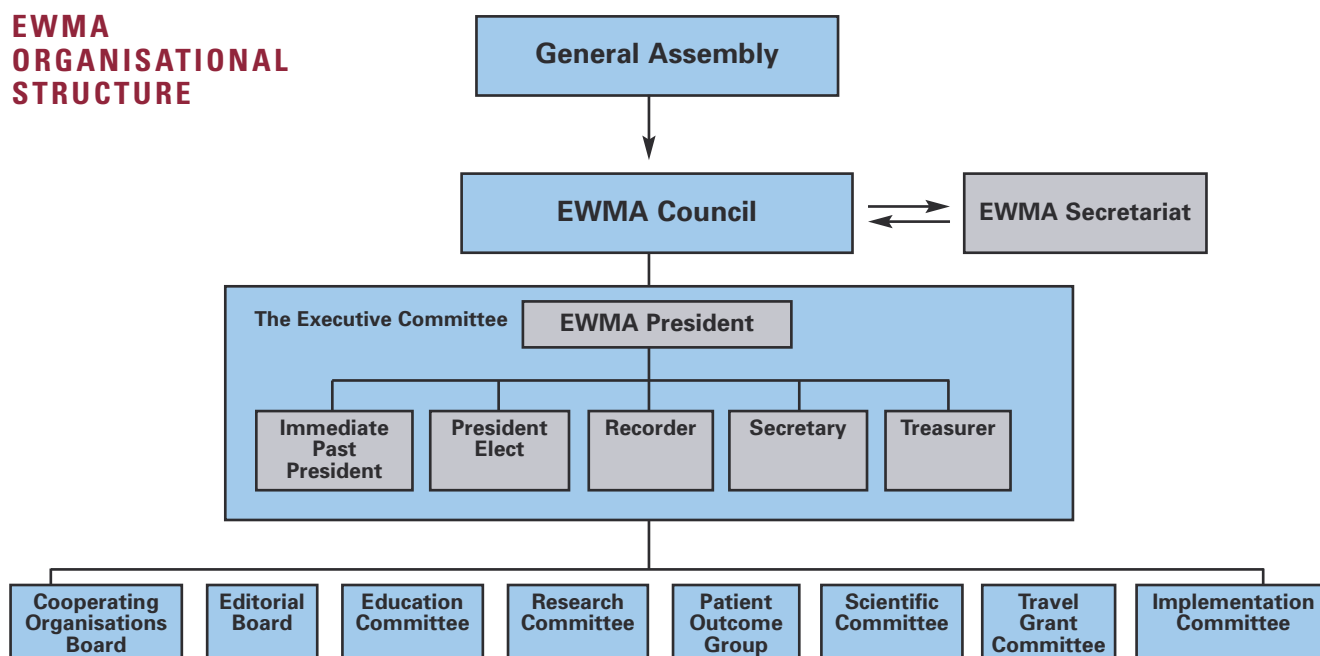 EWMA
ORGANISATIONAL
STRUCTURE
General Assembly
EWMA Council
EWMA Secretariat
The Executive Committee
EWMA President
Immediate
Past
President
President
Elect
Recorder
Secretary
Treasurer
Cooperating
Organisations
Board
Editorial
Board
Education
Committee
Research
Committee
Patient
Outcome
Group
Scientific
Committee
Travel
Grant
Committee
Implementation
Committee